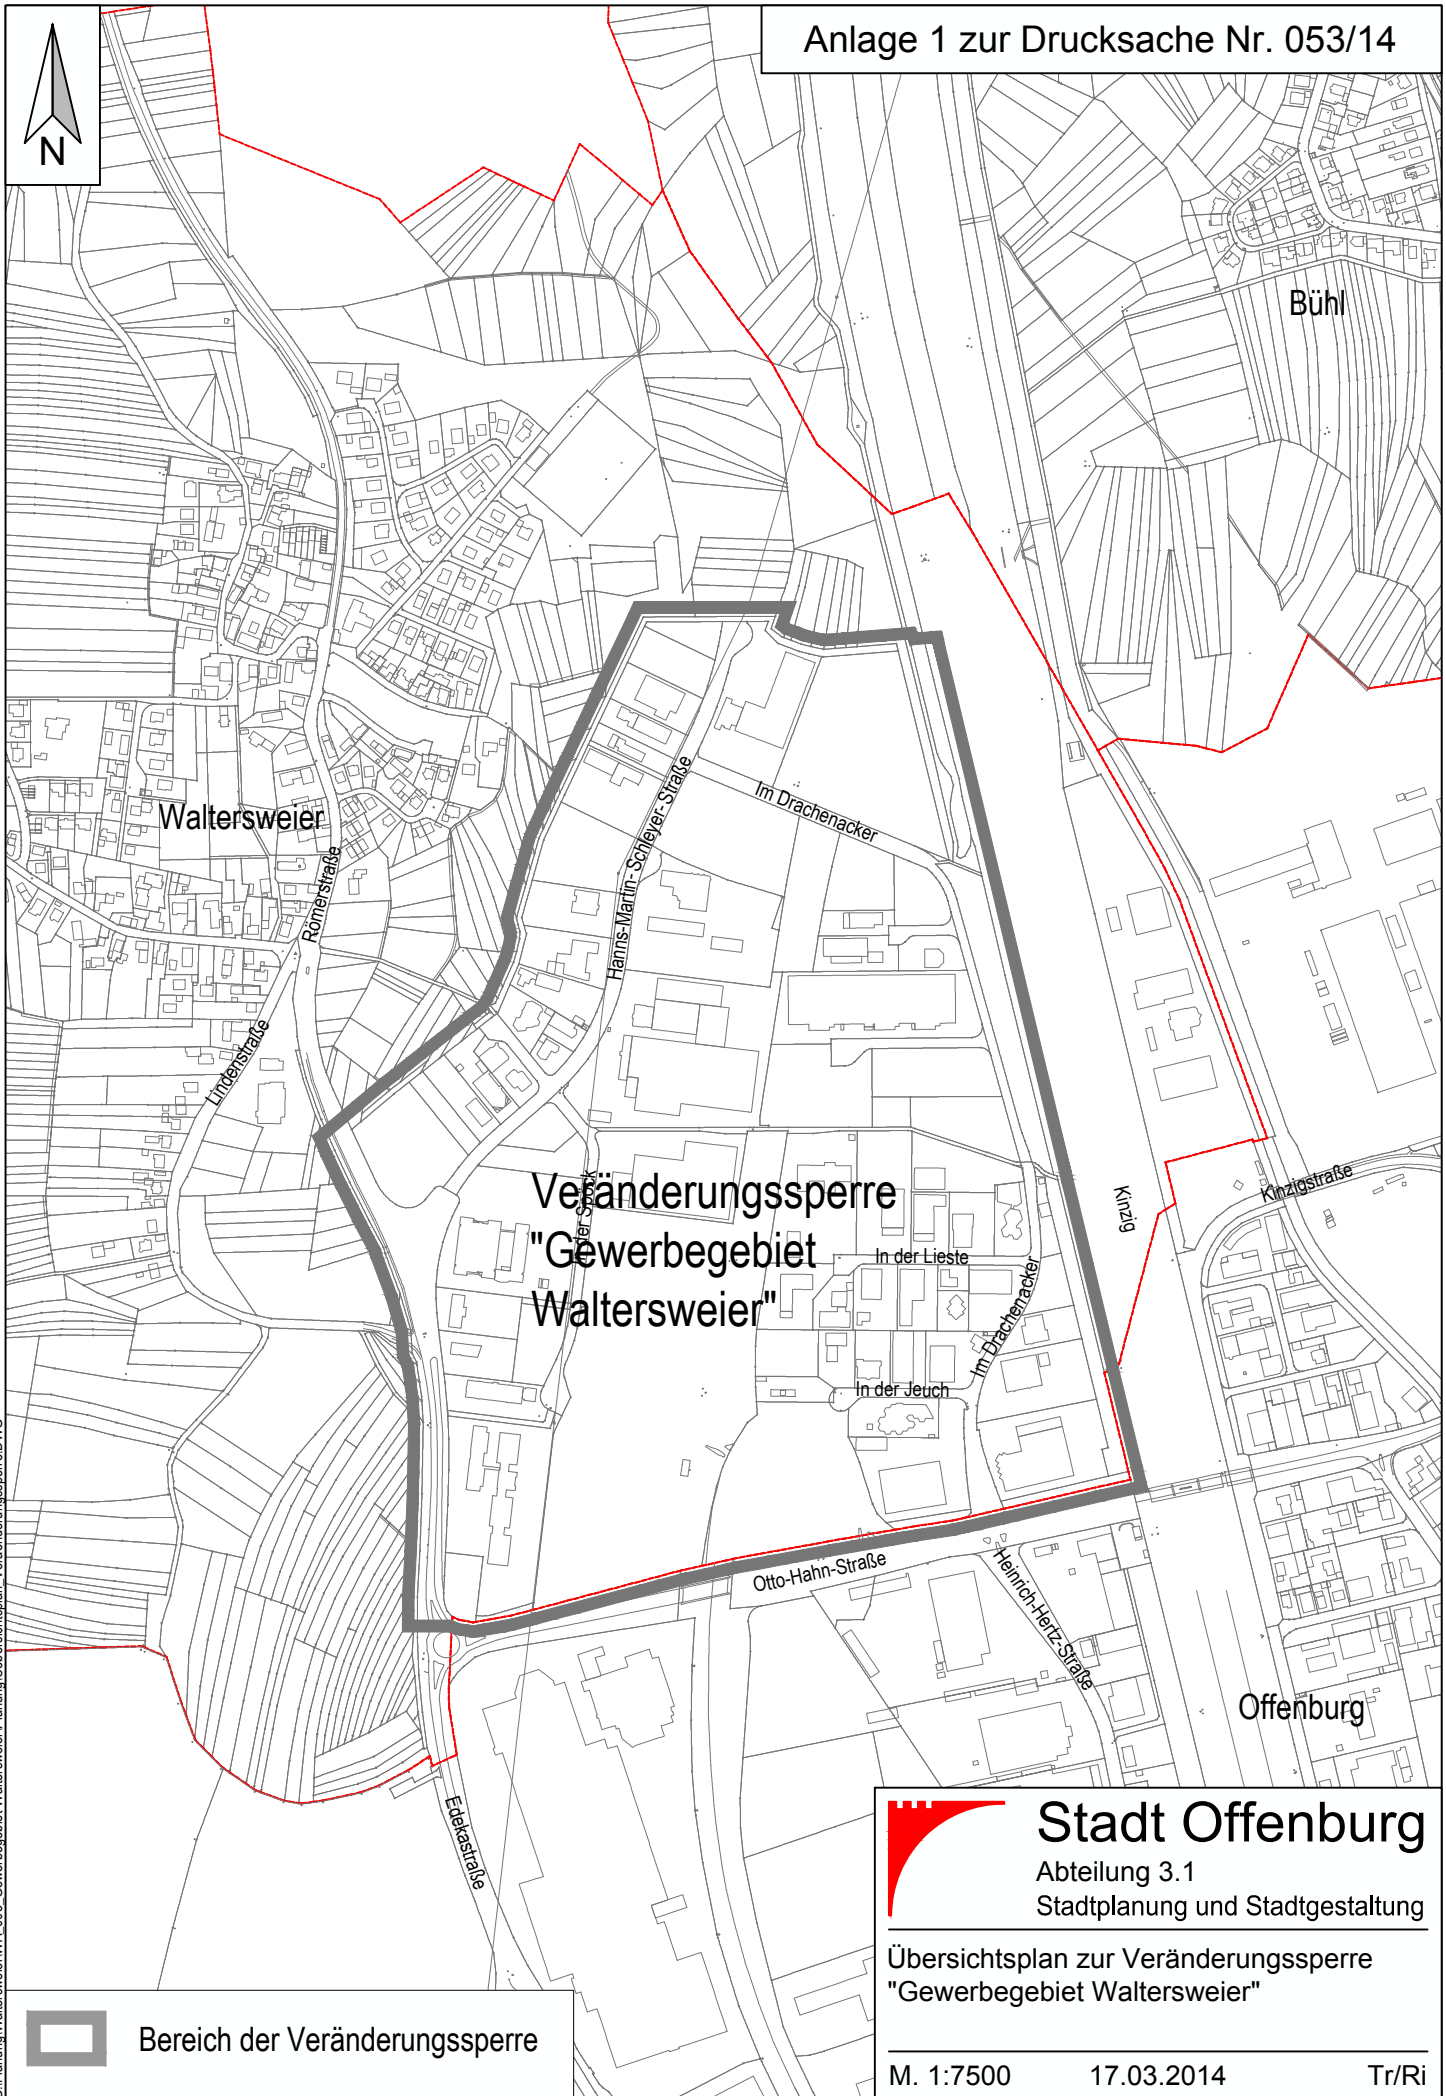 Anlage 1 zur Drucksache Nr. 053/14
N
Bühl
Waltersweier
Römerstraße
Lindenstraße
Hanns-Martin-Schleyer-Straße
Im Drachenacker
Kinzig
Kinzigstraße
Veränderungssperre
"Gewerbegebiet
Waltersweier"
In der Lieste
Im Drachenacker
In der Jeuch
Otto-Hahn-Straße
Heinrich-Hertz-Straße
Offenburg
Edekastraße
Stadt Offenburg
Abteilung 3.1
Stadtplanung und Stadtgestaltung
Übersichtsplan zur Veränderungssperre
"Gewerbegebiet Waltersweier"
M. 1:7500 17.03.2014 Tr/Ri
Bereich der Veränderungssperre